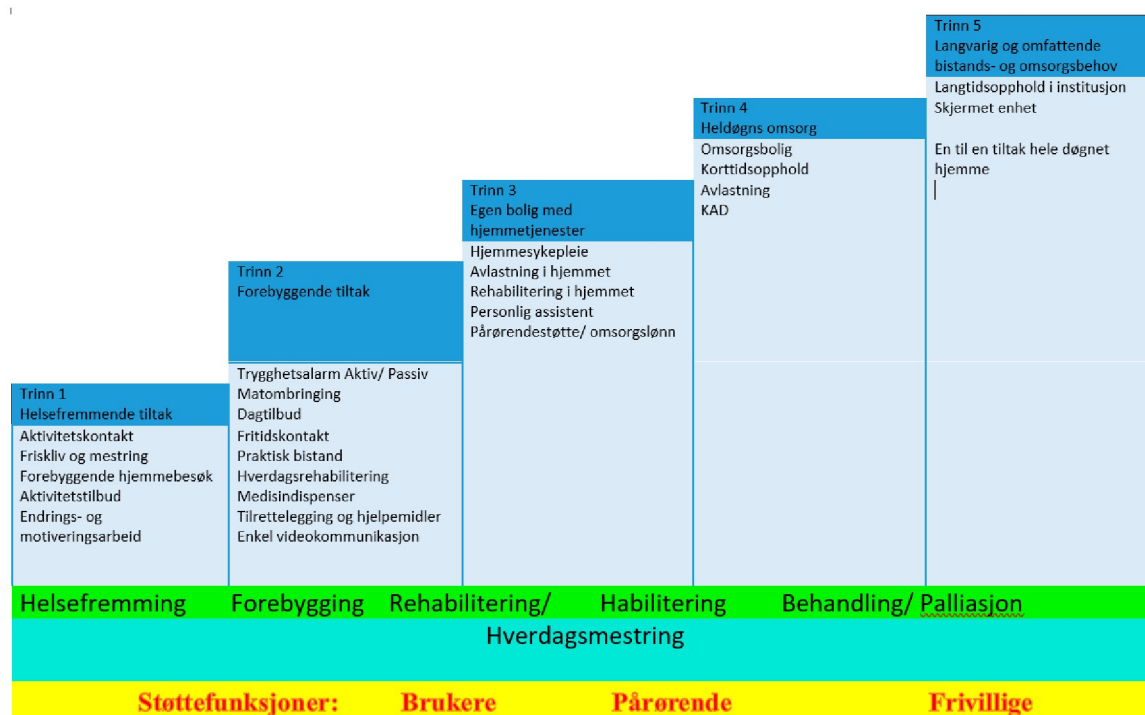 Trinn 1
Helsefremmende tiltak
Aktivitetskontakt
Friskliv og mestring
Forebyggende hjemmebesøk
Aktivitetstilbud
Endrings- og
motiveringsarbeid
Trinn 2
Forebyggende tiltak
Trygghetsalarm Aktiv/ Passiv
Matombringing
Dagtilbud
Fritidskontakt
Praktisk bistand
Hverdagsrehabilitering
Medisindispenser
Tilrettelegging og hjelpemidler
Enkel videokommunikasjon
Trinn 3
Egen bolig med
hjemmetjenester
Hjemmesykepleie
Avlastning i hjemmet
Rehabilitering i hjemmet
Personlig assistent
Pårørendestøtte/ omsorgslønn
Trinn 4
Heldøgns omsorg
Omsorgsbolig
Korttidsopphold
Avlastning
KAD
Trinn 5
Langvarig og omfattende
bistands- og omsorgsbehov
Langtidsopphold i institusjon
Skjermet enhet
En til en tiltak hele døgnet
hjemme
Helsefremming Forebygging Rehabilitering/ Habilitering Behandling/ Palliasjon
Hverdagsmestring
Støttefunksjoner: Brukere Pårørende Frivillige